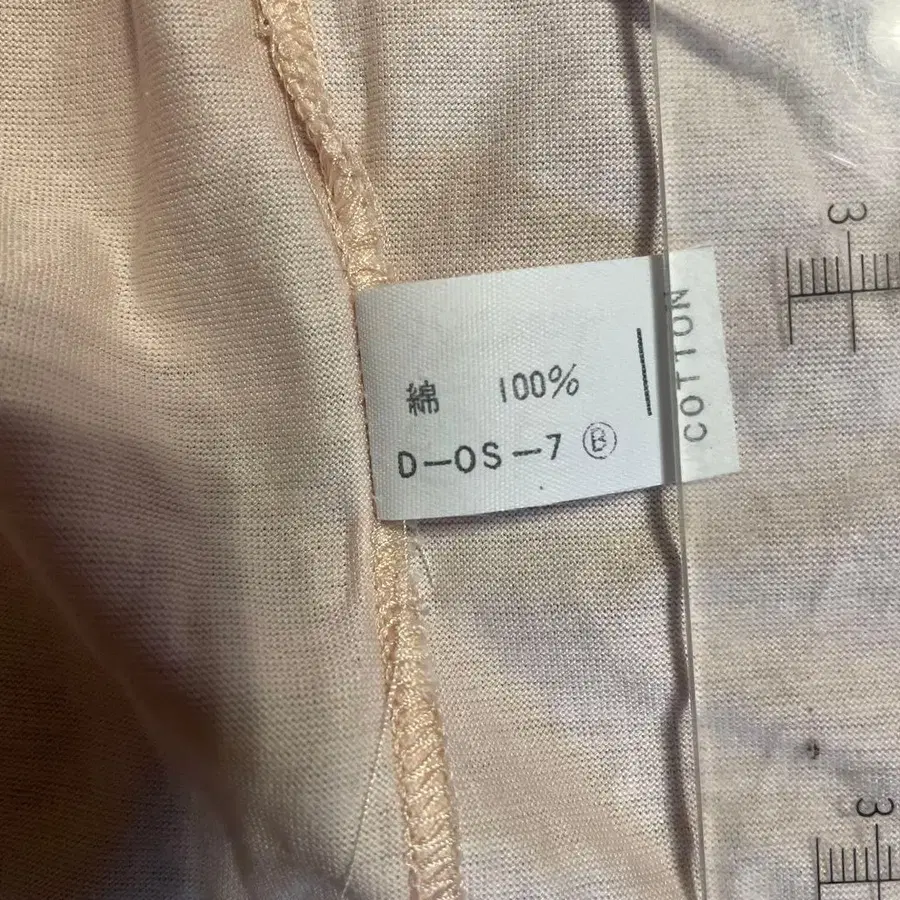 綿 100%
D-OS-7 Ⓑ
COTTON
3
3